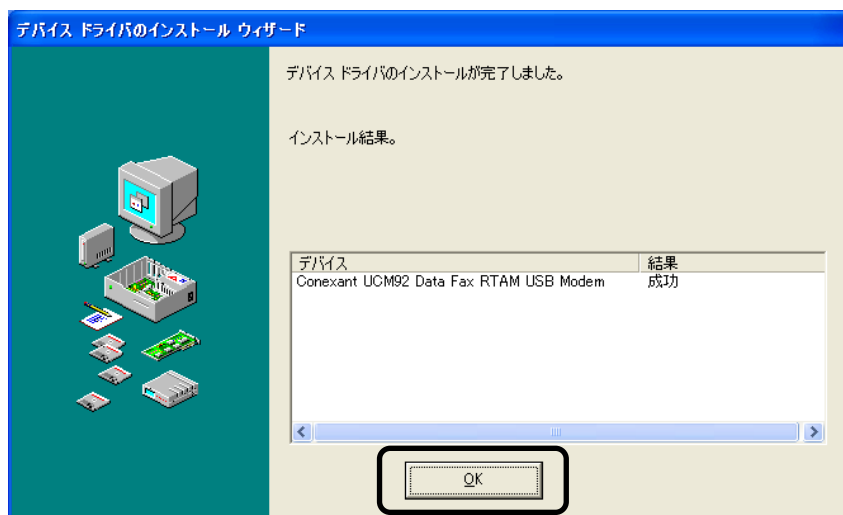 デバイス ドライバのインストール ウィザード
デバイス ドライバのインストールが完了しました。
インストール結果。
デバイス 結果
Conexant UCM92 Data Fax RTAM USB Modem 成功
OK